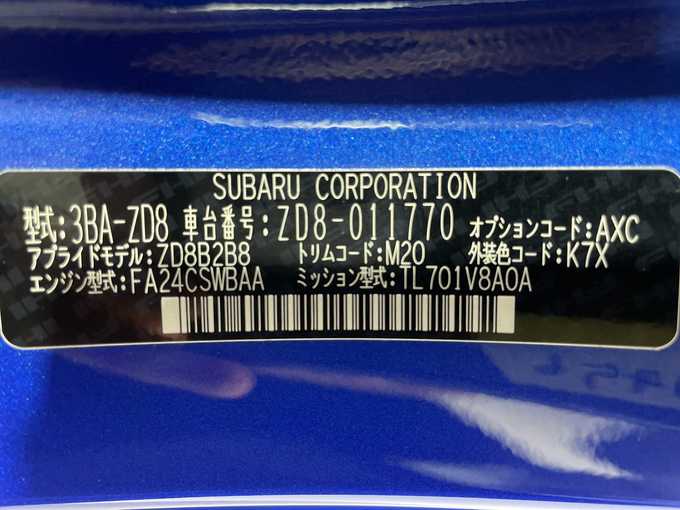 SUBARU CORPORATION
型式:3BA-ZD8 車台番号:ZD8-011770 オプションコード:AXC
アプライドモデル:ZD8B2B8 トリムコード:M20 外装色コード:K7X
エンジン型式:FA24CSWBAA ミッション型式:TL701V8A0A